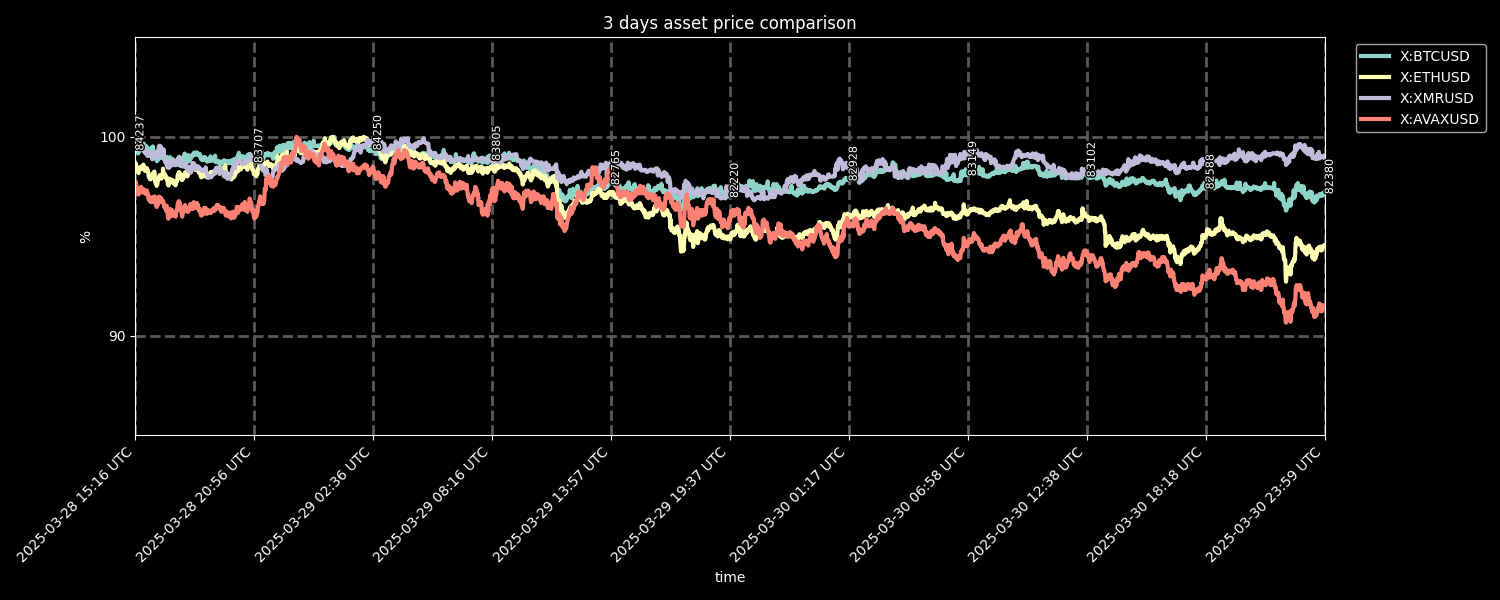 3 days asset price comparison
X:BTCUSD
X:ETHUSD
X:XMRUSD
X:AVAXUSD
100
90
%
84237
83707
84250
83805
82765
82220
82928
83149
83102
82588
82380
2025-03-28 15:16 UTC
2025-03-28 20:56 UTC
2025-03-29 02:36 UTC
2025-03-29 08:16 UTC
2025-03-29 13:57 UTC
2025-03-29 19:37 UTC
2025-03-30 01:17 UTC
2025-03-30 06:58 UTC
2025-03-30 12:38 UTC
2025-03-30 18:18 UTC
2025-03-30 23:59 UTC
time